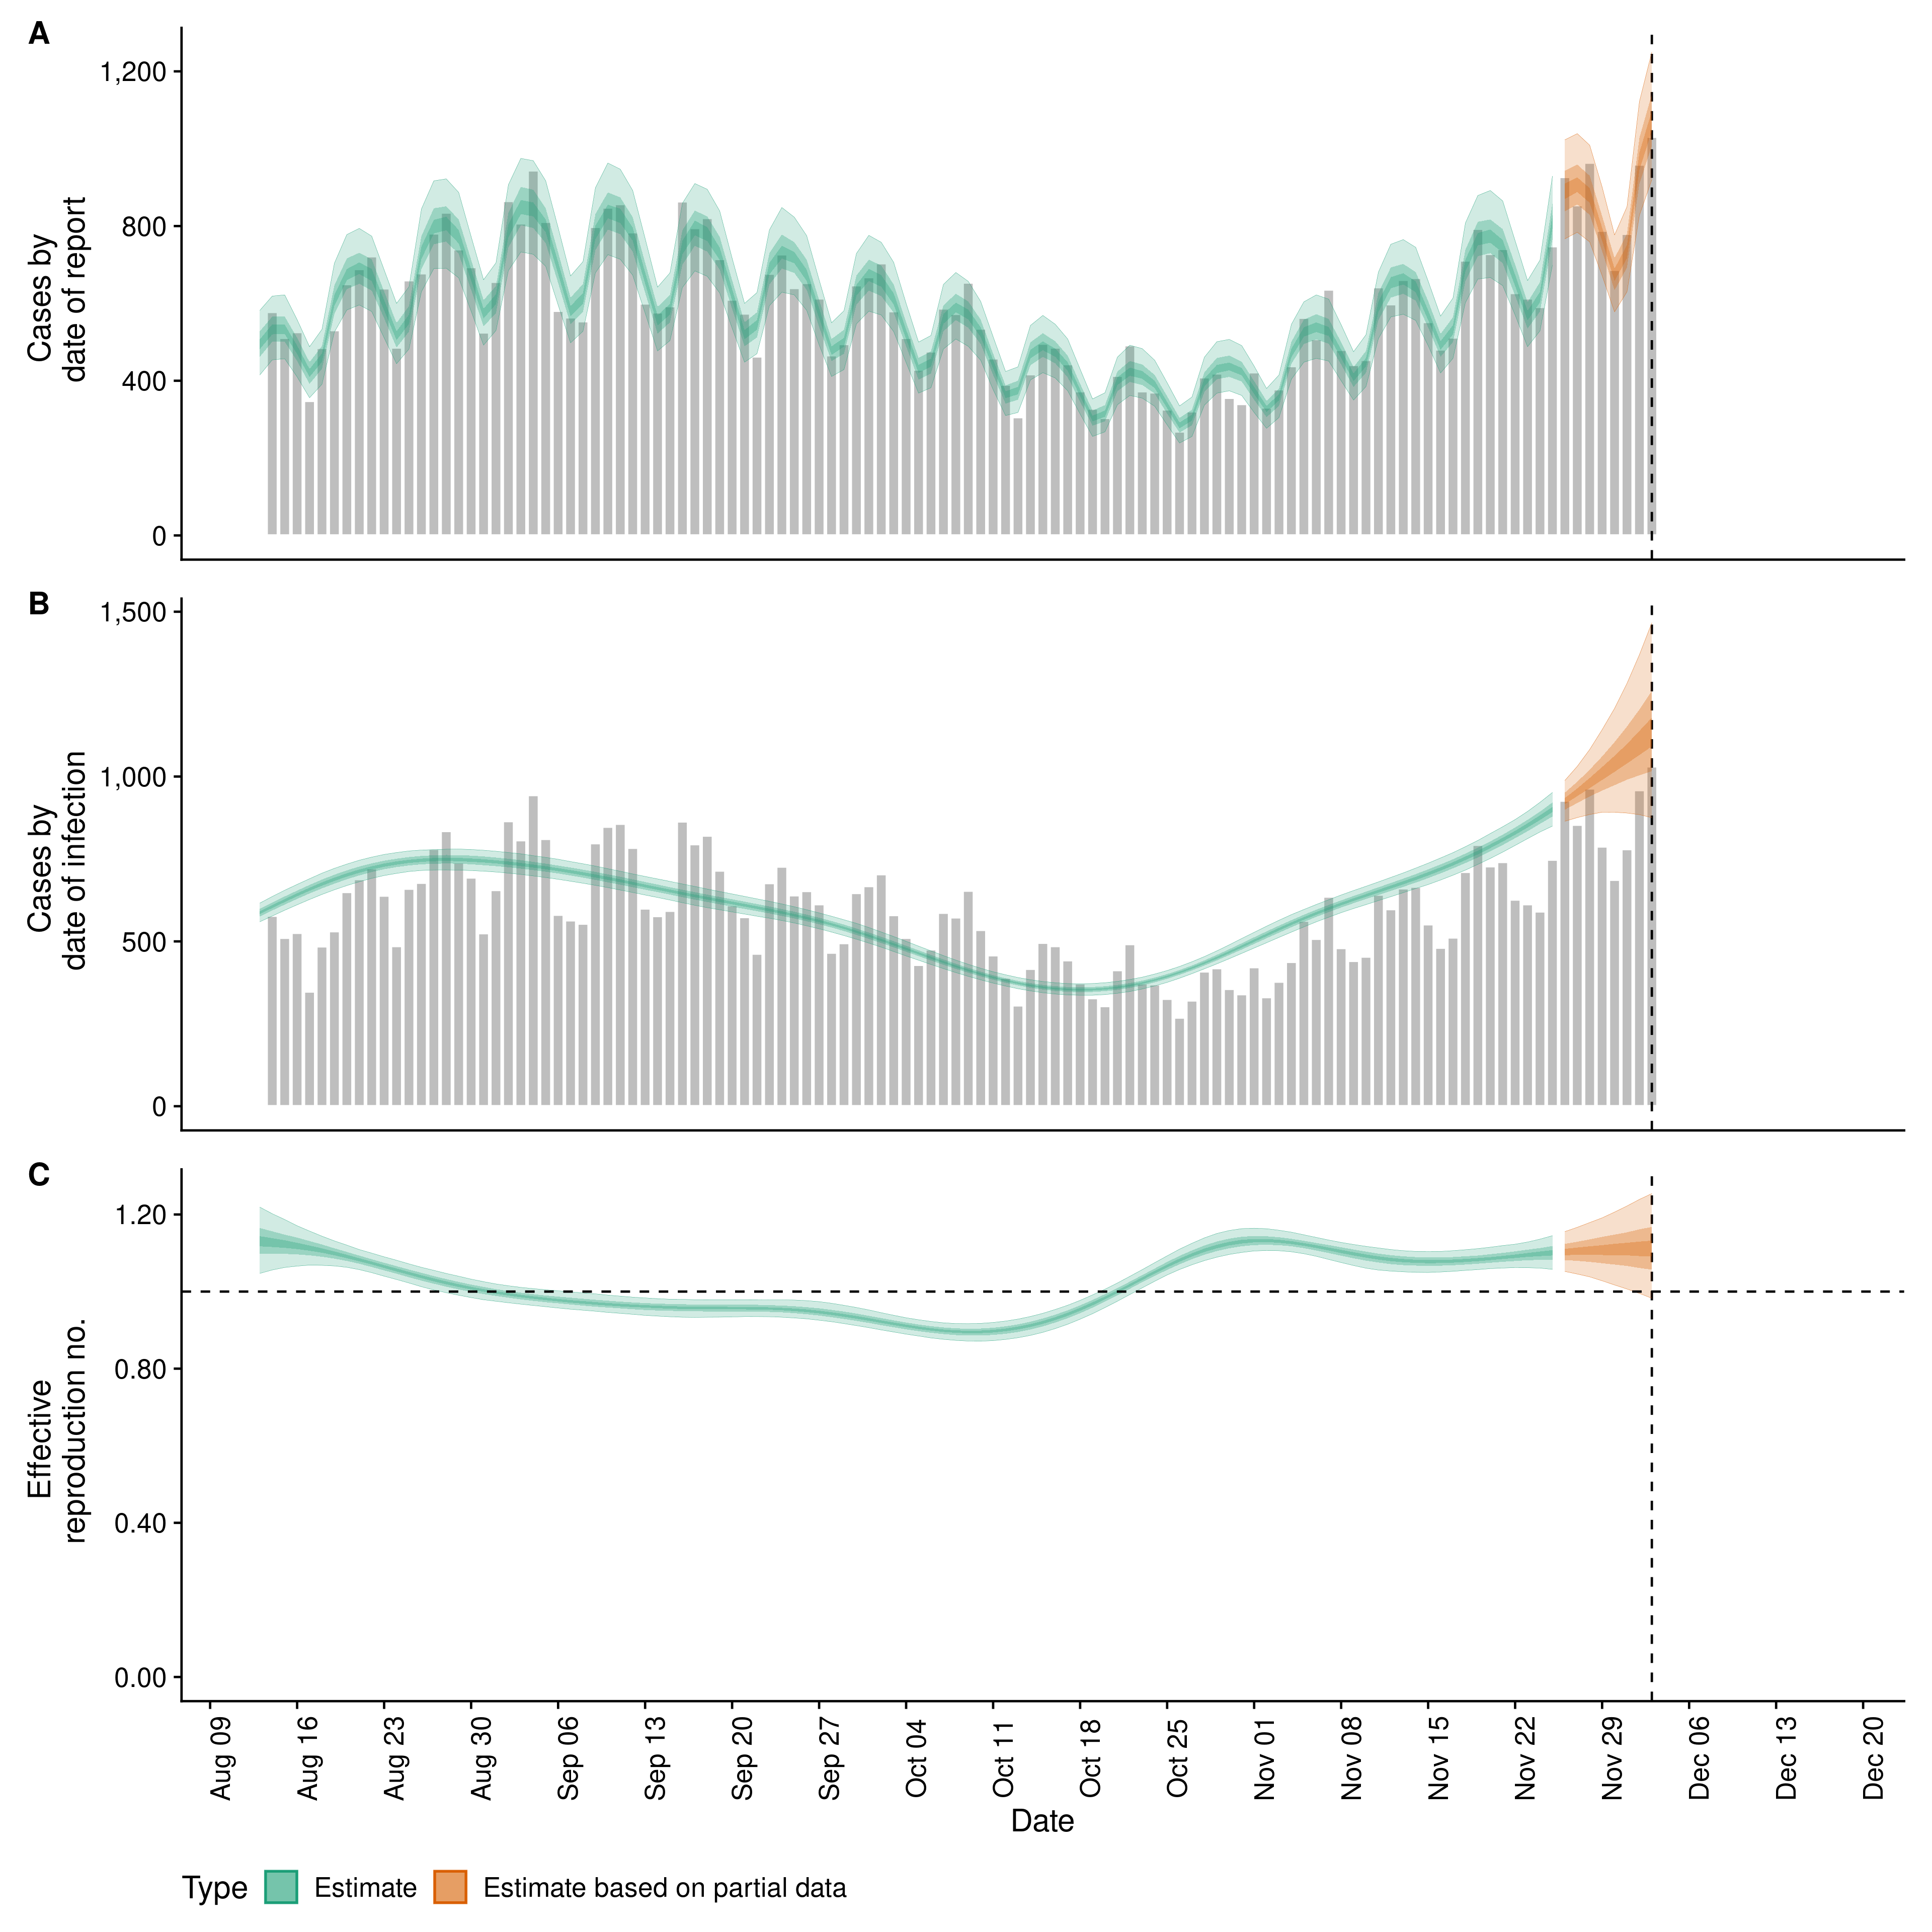 A
Cases by
date of report
1,200
800
400
0
B
Cases by
date of infection
1,500
1,000
500
0
C
Effective
reproduction no.
1.20
0.80
0.40
0.00
Aug 09
Aug 16
Aug 23
Aug 30
Sep 06
Sep 13
Sep 20
Sep 27
Oct 04
Oct 11
Oct 18
Oct 25
Nov 01
Nov 08
Nov 15
Nov 22
Nov 29
Dec 06
Dec 13
Dec 20
Date
Type Estimate Estimate based on partial data